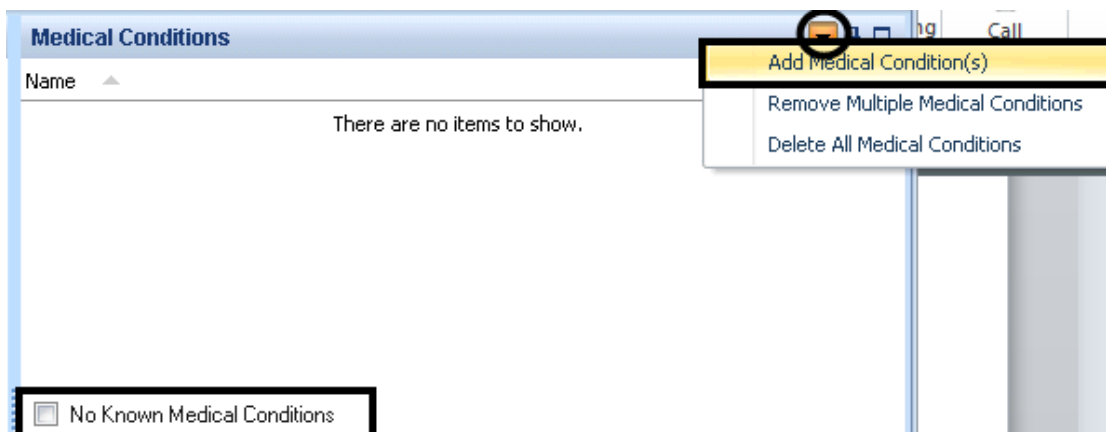 Medical Conditions
ng
Call
Add Medical Condition(s)
Name
Remove Multiple Medical Conditions
There are no items to show.
Delete All Medical Conditions
No Known Medical Conditions